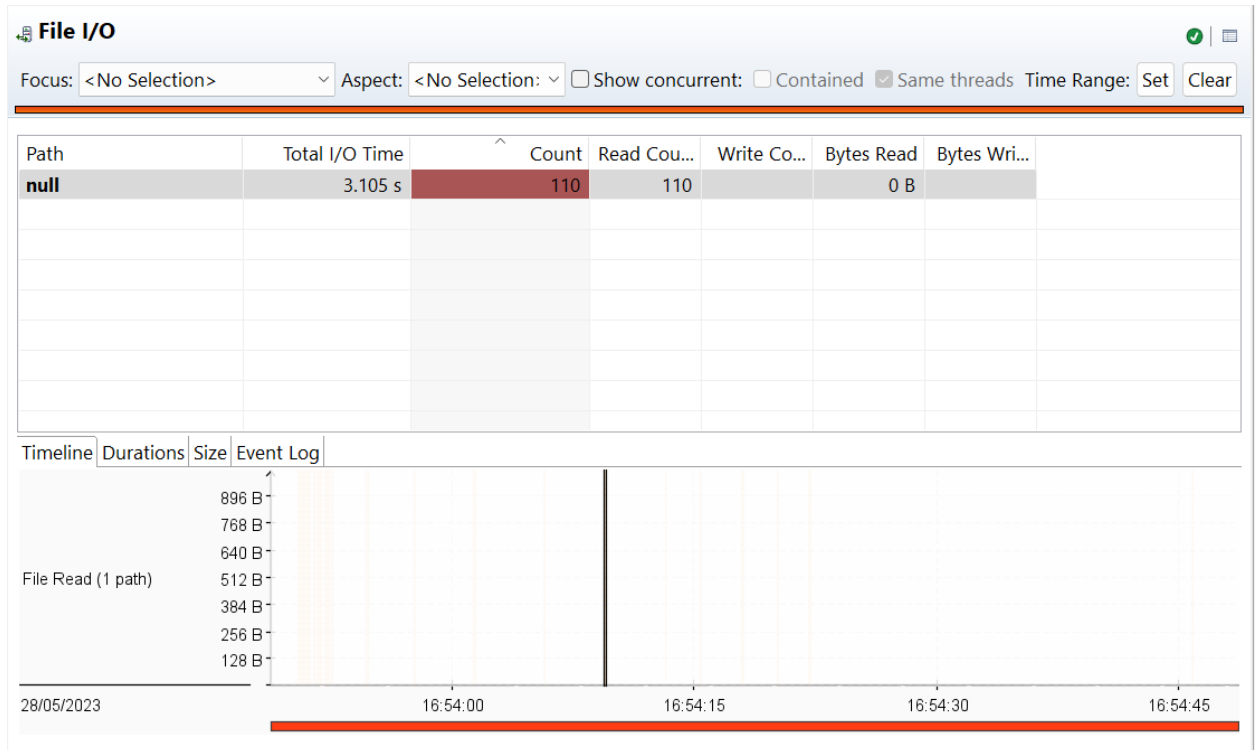 File I/O
Focus: <No Selection> Aspect: <No Selection: Show concurrent: Contained Same threads Time Range: Set Clear
Path Total I/O Time Count Read Cou... Write Co... Bytes Read Bytes Wri...
null 3.105 s 110 110 0 B
Timeline Durations Size Event Log
896 B
768 B
640 B
File Read (1 path) 512 B
384 B
256 B
128 B
28/05/2023 16:54:00 16:54:15 16:54:30 16:54:45